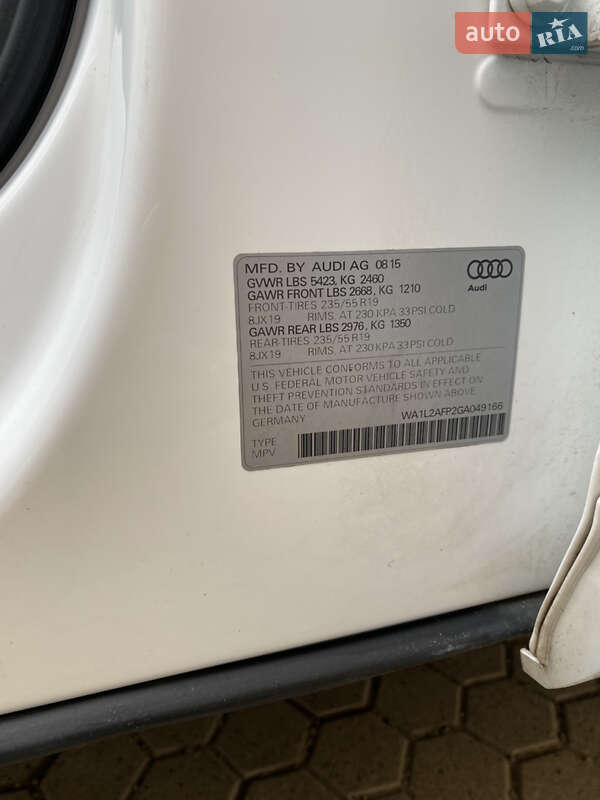 auto RIA .com
MFD. BY AUDI AG 08 15
GVWR LBS 5423, KG 2460
GAWR FRONT LBS 2668, KG 1210
FRONT-TIRES 235/55 R19
8JX19 RIMS. AT 230 KPA 33 PSI COLD
GAWR REAR LBS 2976, KG 1350
REAR-TIRES 235/55 R19
8JX19 RIMS. AT 230 KPA 33 PSI COLD
Audi
THIS VEHICLE CONFORMS TO ALL APPLICABLE
U.S. FEDERAL MOTOR VEHICLE SAFETY AND
THEFT PREVENTION STANDARDS IN EFFECT ON
THE DATE OF MANUFACTURE SHOWN ABOVE
GERMANY
WA1L2AFP2GA049166
TYPE
MPV